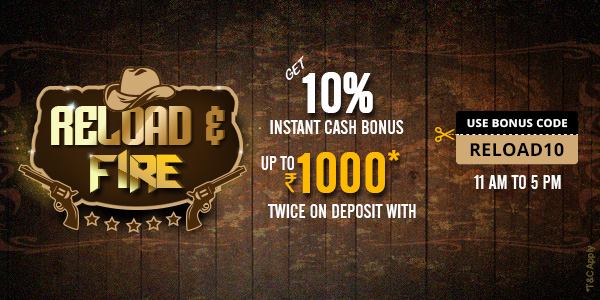 RELOAD &
FIRE
GET
10%
INSTANT CASH BONUS
UP TO ₹1000*
TWICE ON DEPOSIT WITH
USE BONUS CODE
RELOAD10
11 AM TO 5 PM
*T&C Apply